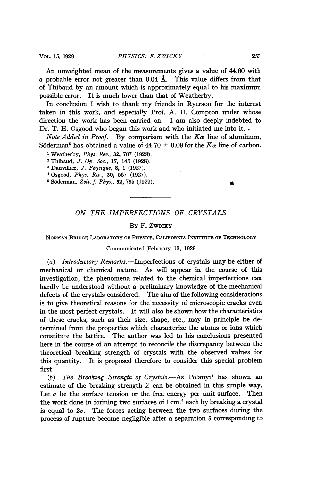 VOL. 15, 1929 PHYSICS: F. ZWICKY 253
An unweighted mean of the measurements gives a value of 44.60 with
a probable error not greater than 0.04 Å. This value differs from that
of Thibaud by an amount which is approximately equal to his maximum
possible error. It is much lower than that of Weatherby.
In conclusion I wish to thank my friends in Ryerson for the interest
taken in this work, and especially Prof. A. H. Compton under whose
direction the work has been carried on. I am also deeply indebted to
Dr. T. H. Osgood who began this work and who initiated me into it.
Note Added in Proof. By comparison with the Kα line of aluminum,
Söderman⁶ has obtained a value of 44.70 ± 0.08 for the Kα line of carbon.
¹ Weatherby, Phys. Rev., 32, 707 (1928).
² Thibaud, J. Op. Soc., 17, 145 (1928).
³ Dauvillier, J. Physique, 8, 1 (1927).
⁴ Osgood, Phys. Rev., 30, 567 (1927).
⁵ Söderman, Zeit. f. Phys., 52, 795 (1929).
ON THE IMPERFECTIONS OF CRYSTALS
BY F. ZWICKY
NORMAN BRIDGE LABORATORY OF PHYSICS, CALIFORNIA INSTITUTE OF TECHNOLOGY
Communicated February 12, 1929
(a) Introductory Remarks.—Imperfections of crystals may be either of
mechanical or chemical nature. As will appear in the course of this
investigation, the phenomena related to the chemical imperfections can
hardly be understood without a preliminary knowledge of the mechanical
defects of the crystals considered. The aim of the following considerations
is to give theoretical reasons for the necessity of microscopic cracks even
in the most perfect crystals. It will also be shown how the characteristics
of these cracks, such as their size, shape, etc., may in principle be de-
termined from the properties which characterize the atoms or ions which
constitute the lattice. The author was led to his conclusions presented
here in the course of an attempt to reconcile the discrepancy between the
theoretical breaking strength of crystals with the observed values for
this quantity. It is proposed therefore to consider this special problem
first
(b) The Breaking Strength of Crystals.—As Polanyi¹ has shown an
estimate of the breaking strength Z can be obtained in this simple way,
Let σ be the surface tension or the free energy per unit surface. Then
the work done in forming two surfaces of 1 cm.² each by breaking a crystal
is equal to 2σ. The forces acting between the two surfaces during the
process of rupture become negligible after a separation δ corresponding to